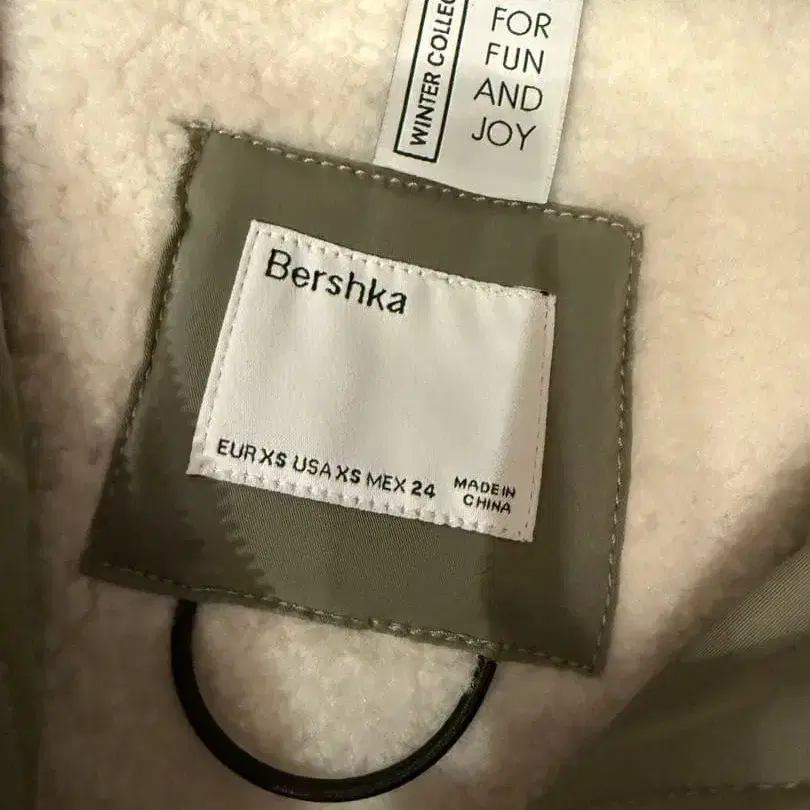 WINTER COLLEC
FOR
FUN
AND
JOY
Bershka
EUR XS USA XS MEX 24
MADE IN
CHINA